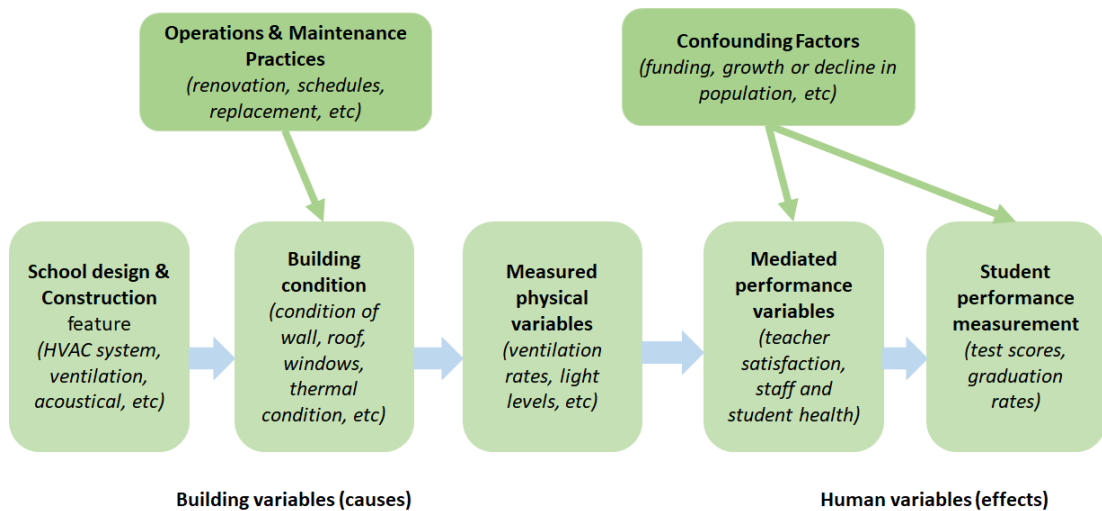 Operations & Maintenance
Practices
(renovation, schedules,
replacement, etc)
Confounding Factors
(funding, growth or decline in
population, etc)
School design &
Construction
feature
(HVAC system,
ventilation,
acoustical, etc)
Building
condition
(condition of
wall, roof,
windows,
thermal
condition, etc)
Measured
physical
variables
(ventilation
rates, light
levels, etc)
Mediated
performance
variables
(teacher
satisfaction,
staff and
student health)
Student
performance
measurement
(test scores,
graduation
rates)
Building variables (causes)
Human variables (effects)